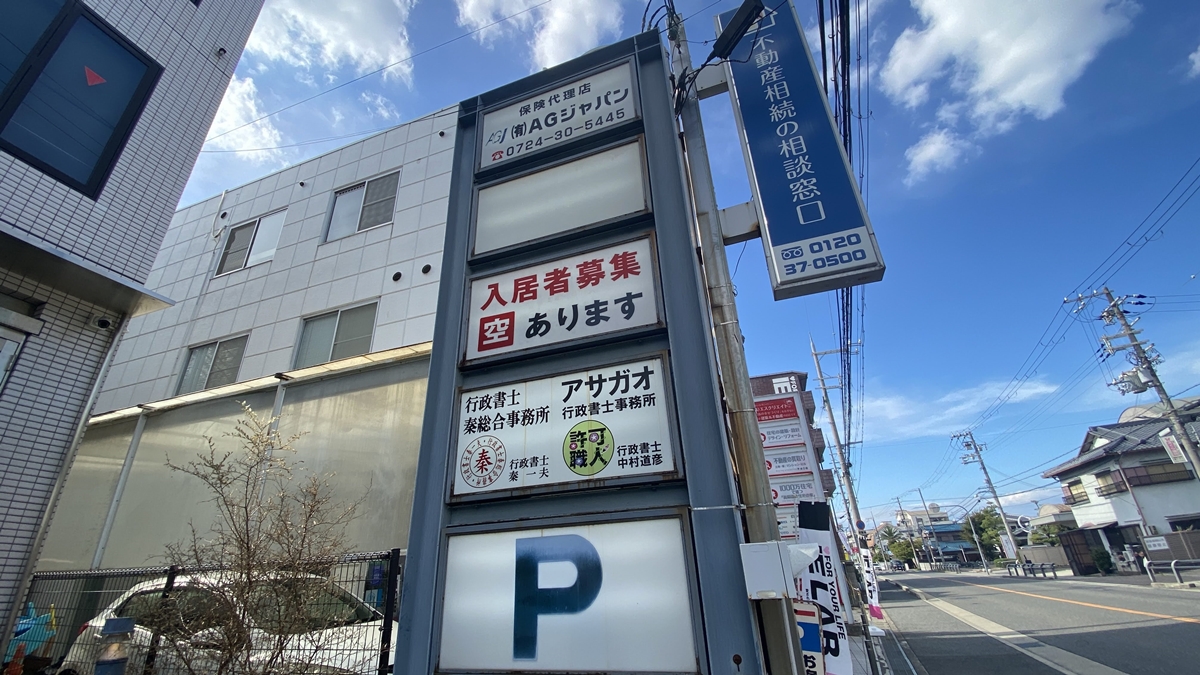 保険代理店
AG
(有)AGジャパン
☎0724-30-5445
入居者募集
空あります
行政書士
秦総合事務所
秦
行政書士
秦一夫
アサガオ
行政書士事務所
許可職人
行政書士
中村道彦
P
不動産相続の相談窓口
0120
37-0500
FOR YOUR LIFE